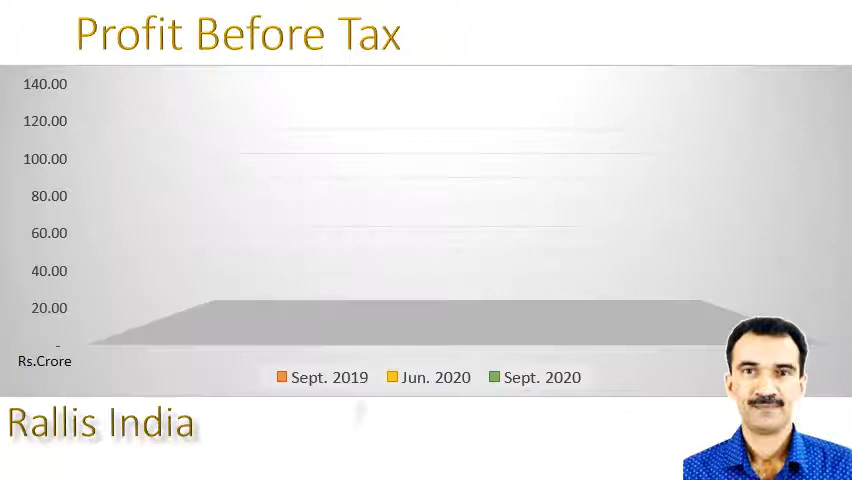 Profit Before Tax
140.00
120.00
100.00
80.00
60.00
40.00
20.00
-
Rs.Crore
Sept. 2019 Jun. 2020 Sept. 2020
Rallis India